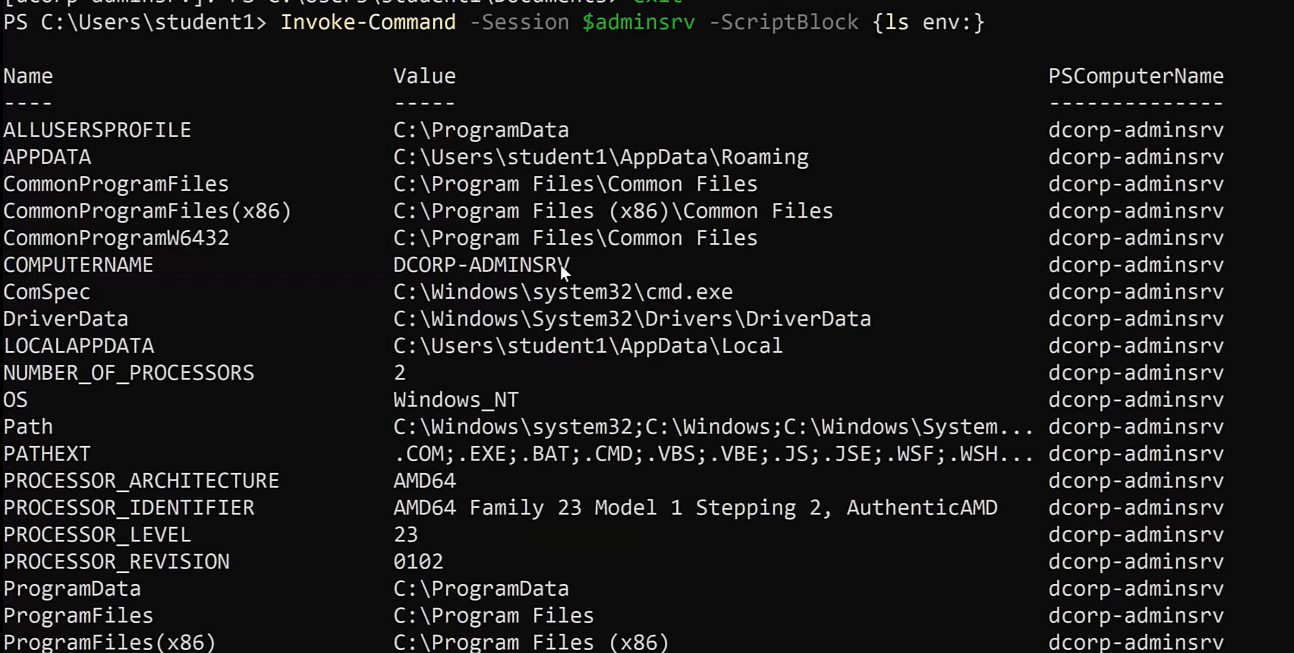 [dcorp-adminsrv]: PS C:\Users\student1\Documents> exit
PS C:\Users\student1> Invoke-Command -Session $adminsrv -ScriptBlock {ls env:}
Name Value PSComputerName
---- ----- --------------
ALLUSERSPROFILE C:\ProgramData dcorp-adminsrv
APPDATA C:\Users\student1\AppData\Roaming dcorp-adminsrv
CommonProgramFiles C:\Program Files\Common Files dcorp-adminsrv
CommonProgramFiles(x86) C:\Program Files (x86)\Common Files dcorp-adminsrv
CommonProgramW6432 C:\Program Files\Common Files dcorp-adminsrv
COMPUTERNAME DCORP-ADMINSRV dcorp-adminsrv
ComSpec C:\Windows\system32\cmd.exe dcorp-adminsrv
DriverData C:\Windows\System32\Drivers\DriverData dcorp-adminsrv
LOCALAPPDATA C:\Users\student1\AppData\Local dcorp-adminsrv
NUMBER_OF_PROCESSORS 2 dcorp-adminsrv
OS Windows_NT dcorp-adminsrv
Path C:\Windows\system32;C:\Windows;C:\Windows\System... dcorp-adminsrv
PATHEXT .COM;.EXE;.BAT;.CMD;.VBS;.VBE;.JS;.JSE;.WSF;.WSH... dcorp-adminsrv
PROCESSOR_ARCHITECTURE AMD64 dcorp-adminsrv
PROCESSOR_IDENTIFIER AMD64 Family 23 Model 1 Stepping 2, AuthenticAMD dcorp-adminsrv
PROCESSOR_LEVEL 23 dcorp-adminsrv
PROCESSOR_REVISION 0102 dcorp-adminsrv
ProgramData C:\ProgramData dcorp-adminsrv
ProgramFiles C:\Program Files dcorp-adminsrv
ProgramFiles(x86) C:\Program Files (x86) dcorp-adminsrv